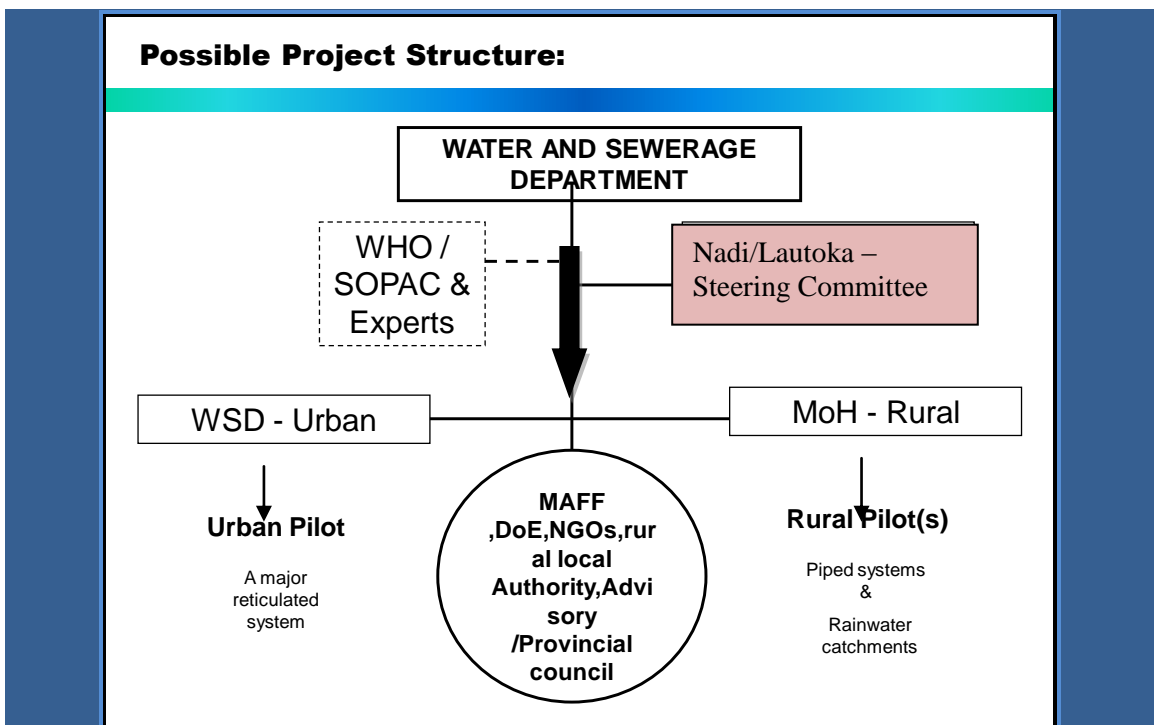 Possible Project Structure:
WATER AND SEWERAGE
DEPARTMENT
WHO /
SOPAC &
Experts
Nadi/Lautoka –
Steering Committee
WSD - Urban
MoH - Rural
Urban Pilot
A major
reticulated
system
MAFF
,DoE,NGOs,rur
al local
Authority,Advi
sory
/Provincial
council
Rural Pilot(s)
Piped systems
&
Rainwater
catchments